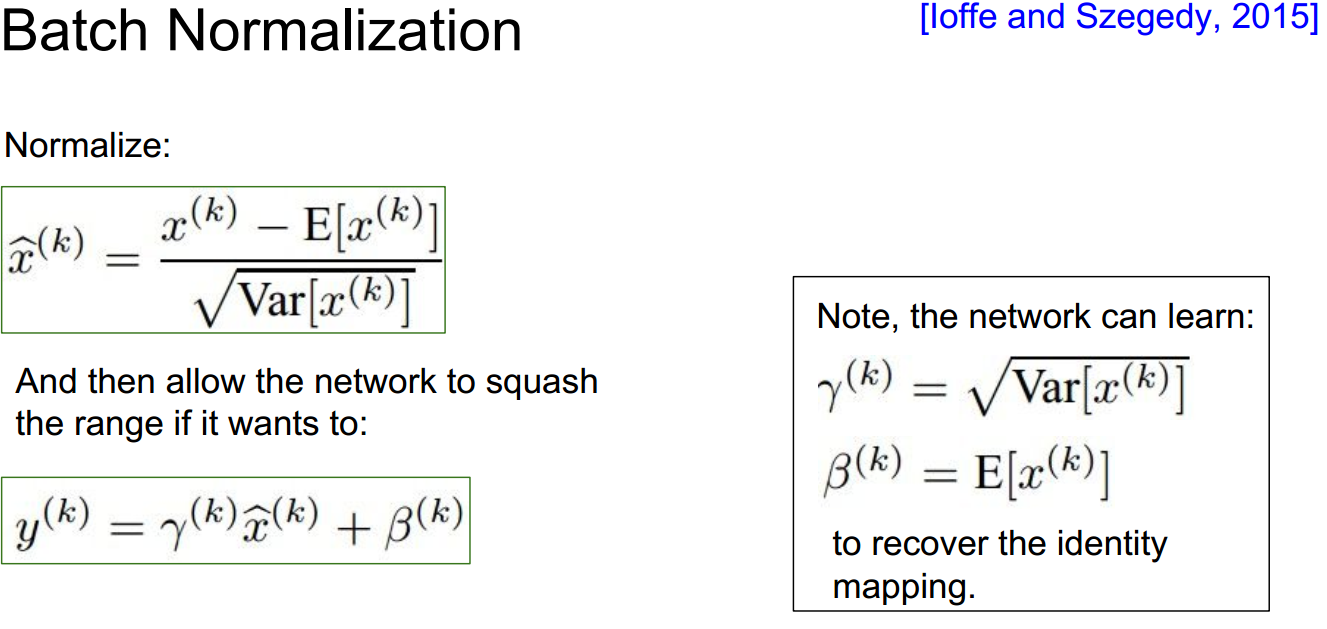 Batch Normalization
[Ioffe and Szegedy, 2015]
Normalize:
x̂^(k) = (x^(k) − E[x^(k)]) / √Var[x^(k)]
And then allow the network to squash
the range if it wants to:
y^(k) = γ^(k) x̂^(k) + β^(k)
Note, the network can learn:
γ^(k) = √Var[x^(k)]
β^(k) = E[x^(k)]
to recover the identity
mapping.